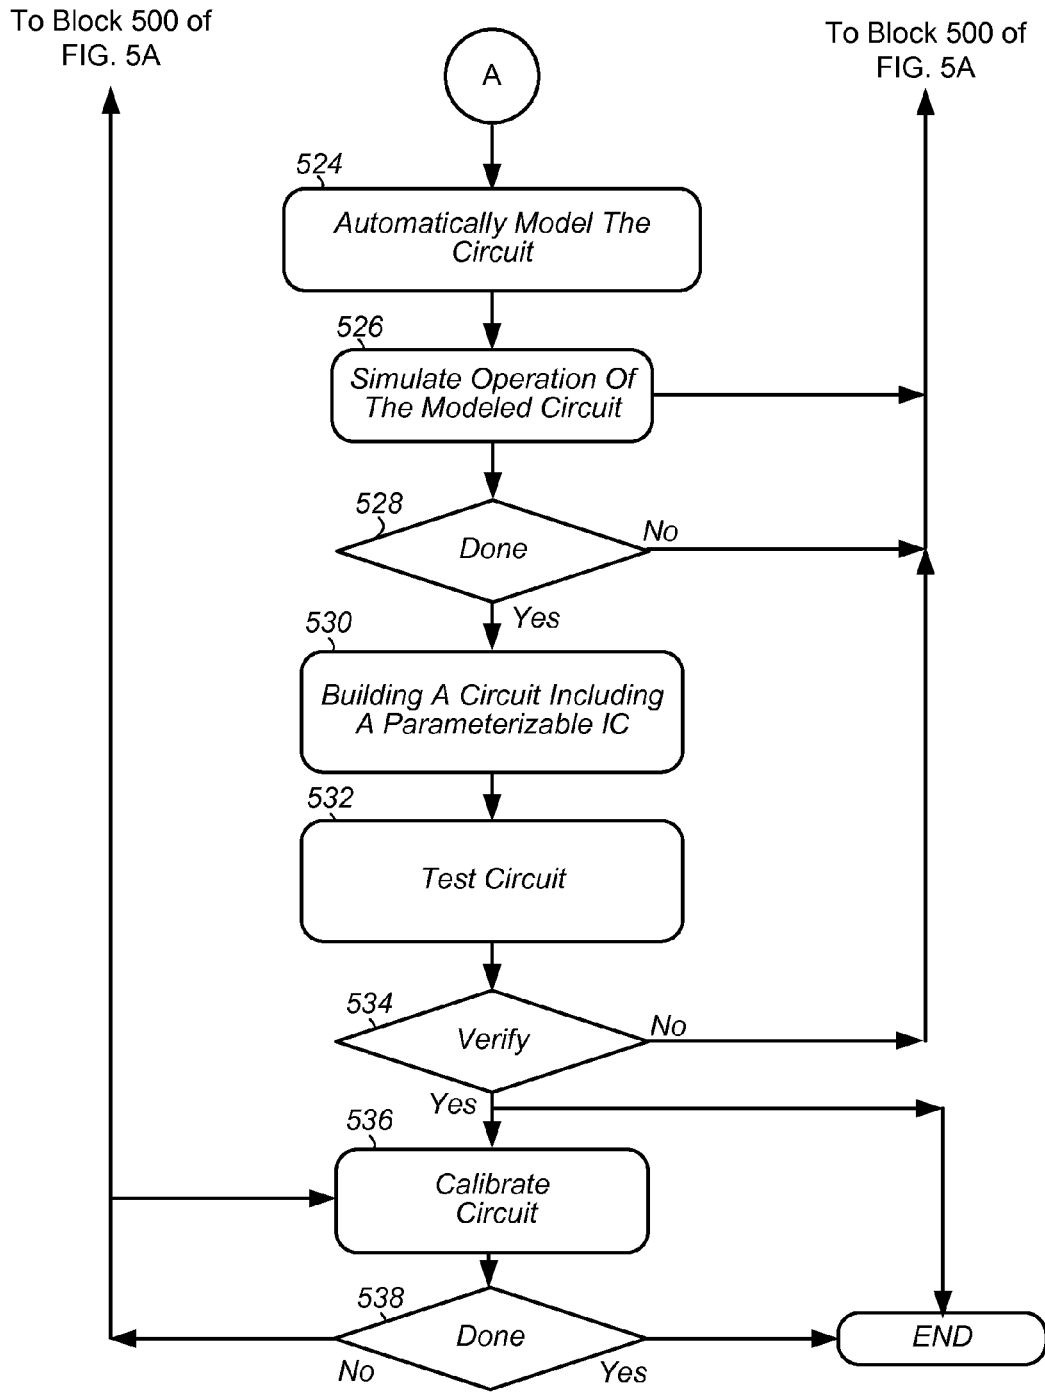 To Block 500 of
FIG. 5A
To Block 500 of
FIG. 5A
A
524
Automatically Model The
Circuit
526
Simulate Operation Of
The Modeled Circuit
528
Done
No
Yes
530
Building A Circuit Including
A Parameterizable IC
532
Test Circuit
534
Verify
No
Yes
536
Calibrate
Circuit
538
Done
No
Yes
END